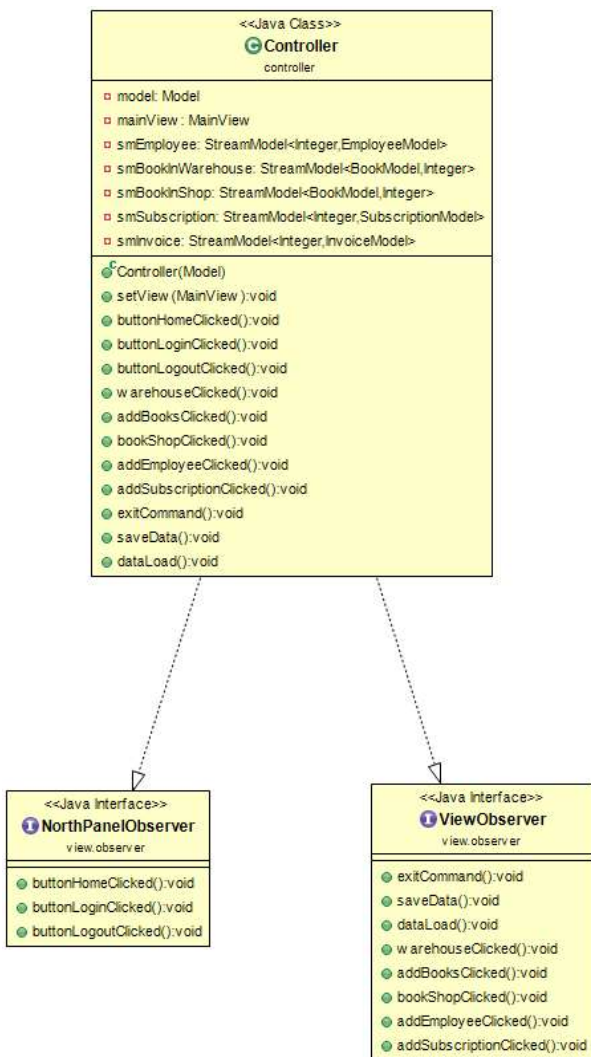 <<Java Class>>
Controller
controller
model: Model
mainView : MainView
smEmployee: StreamModel<Integer,EmployeeModel>
smBookInWarehouse: StreamModel<BookModel,Integer>
smBookInShop: StreamModel<BookModel,Integer>
smSubscription: StreamModel<Integer,SubscriptionModel>
smInvoice: StreamModel<Integer,InvoiceModel>
Controller(Model)
setView (MainView ):void
buttonHomeClicked():void
buttonLoginClicked():void
buttonLogoutClicked():void
warehouseClicked():void
addBooksClicked():void
bookShopClicked():void
addEmployeeClicked():void
addSubscriptionClicked():void
exitCommand():void
saveData():void
dataLoad():void
<<Java Interface>>
NorthPanelObserver
view.observer
buttonHomeClicked():void
buttonLoginClicked():void
buttonLogoutClicked():void
<<Java Interface>>
ViewObserver
view.observer
exitCommand():void
saveData():void
dataLoad():void
warehouseClicked():void
addBooksClicked():void
bookShopClicked():void
addEmployeeClicked():void
addSubscriptionClicked():void